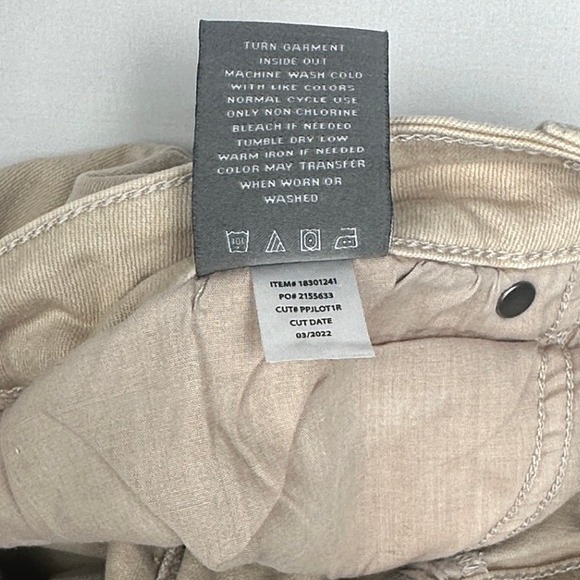 TURN GARMENT
INSIDE OUT
MACHINE WASH COLD
WITH LIKE COLORS
NORMAL CYCLE USE
ONLY NON-CHLORINE
BLEACH IF NEEDED
TUMBLE DRY LOW
WARM IRON IF NEEDED
COLOR MAY TRANSFER
WHEN WORN OR
WASHED
ITEM# 18301241
PO# 2155633
CUT# PPJLOT1R
CUT DATE
03/2022